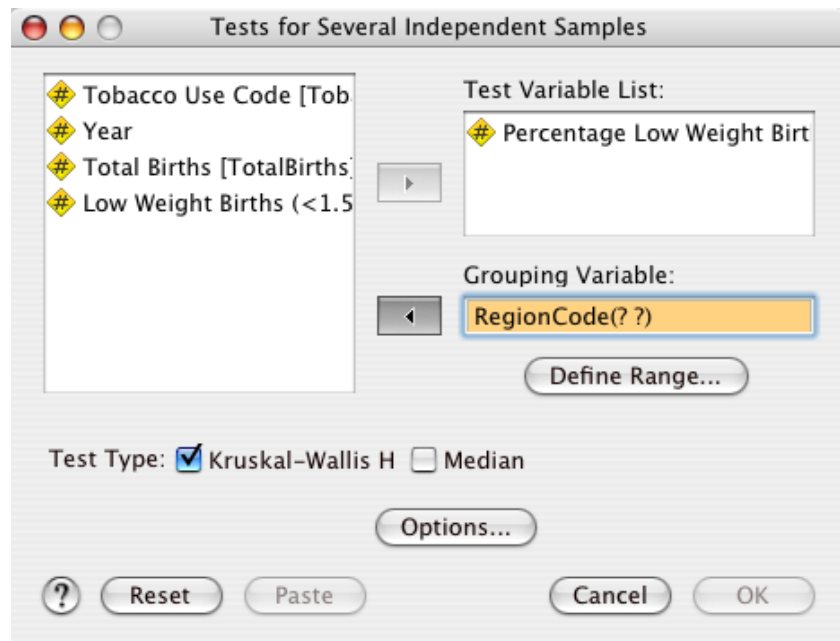 Tests for Several Independent Samples
# Tobacco Use Code [Tob
# Year
# Total Births [TotalBirths]
# Low Weight Births (<1.5
Test Variable List:
# Percentage Low Weight Birt
Grouping Variable:
RegionCode(? ?)
Define Range...
Test Type: Kruskal-Wallis H Median
Options...
? Reset Paste Cancel OK